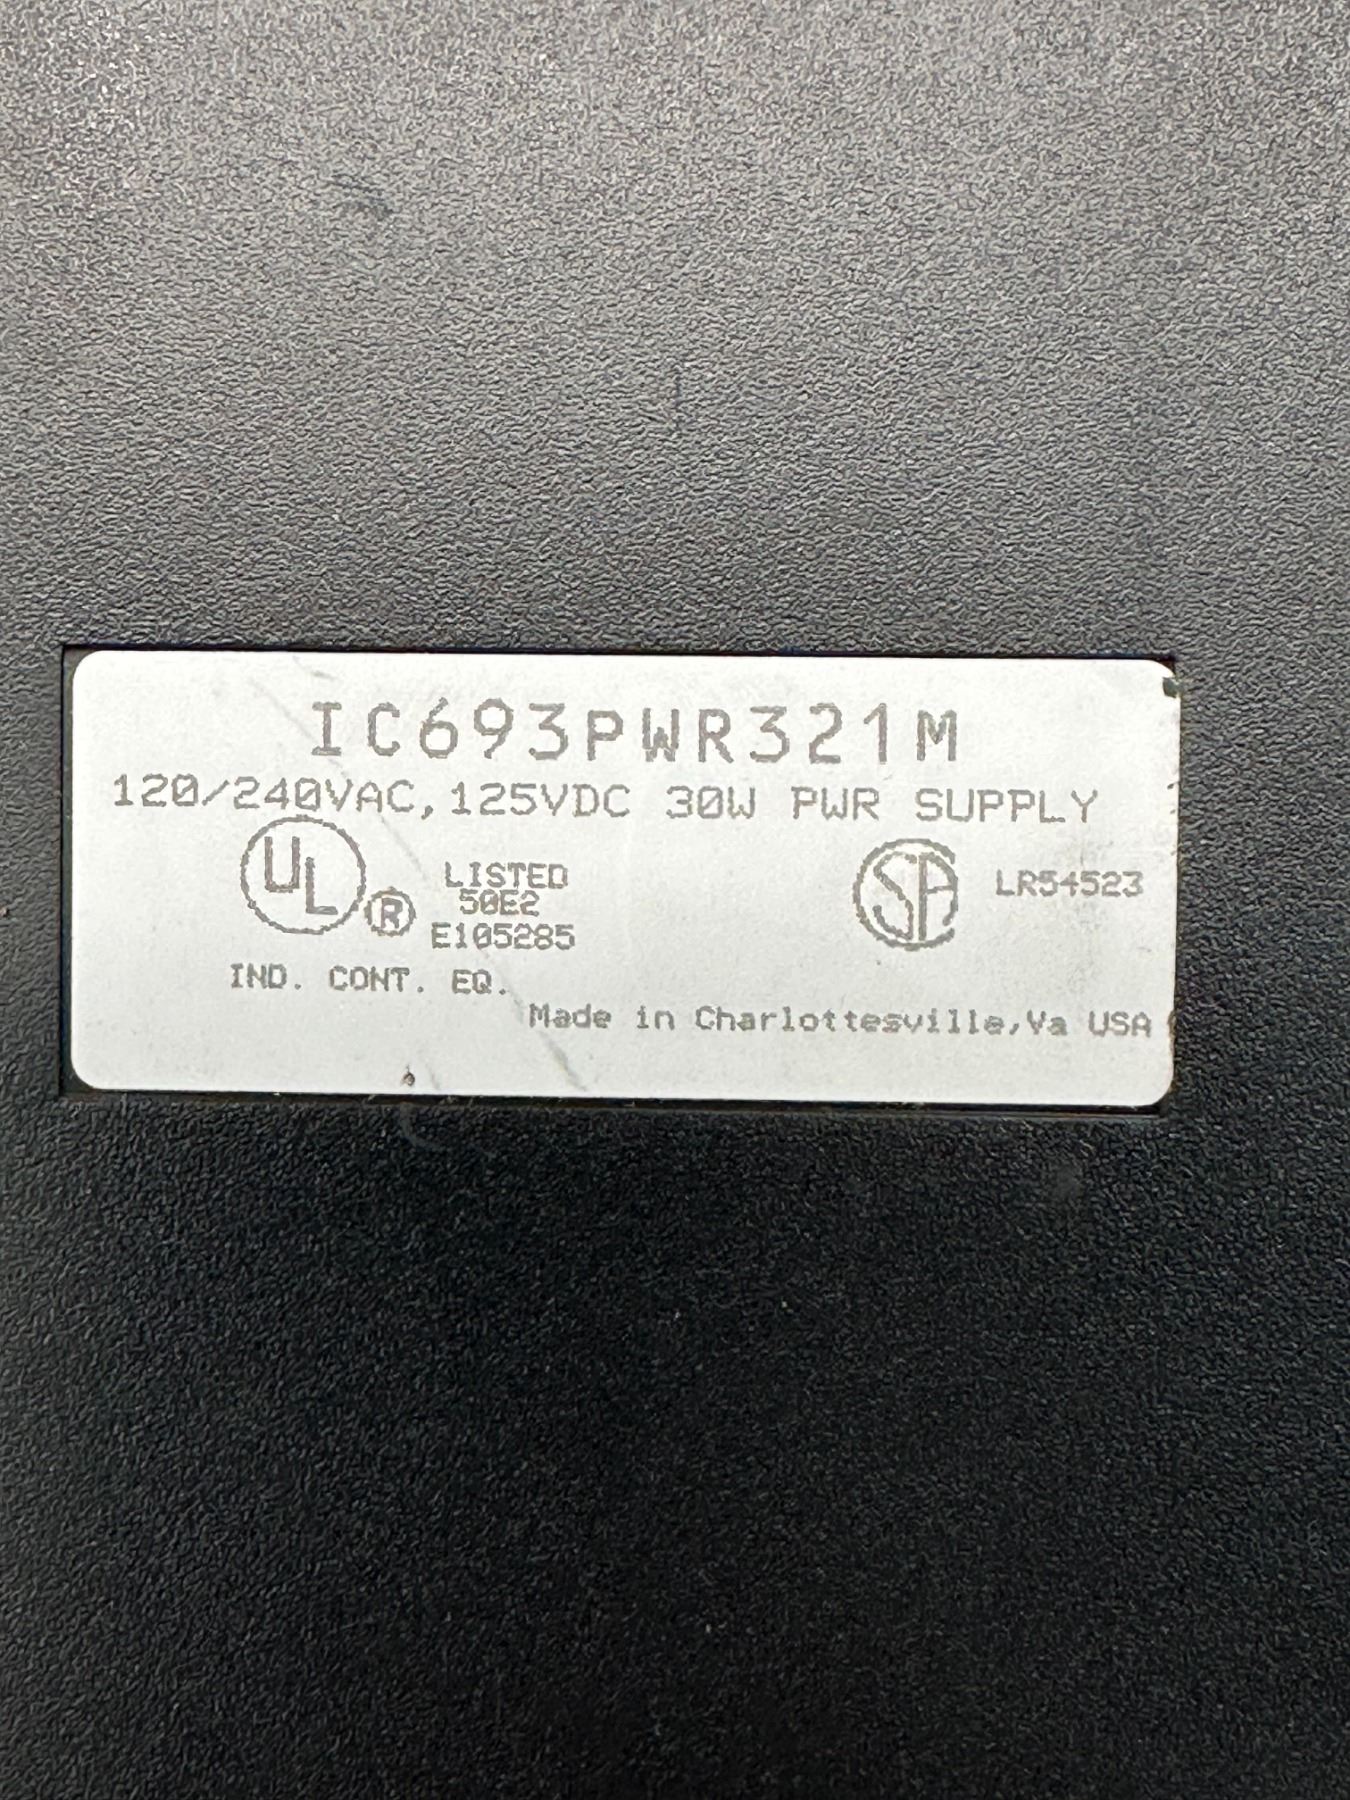 IC693PWR321M
120/240VAC,125VDC 30W PWR SUPPLY
UL
®
LISTED
50E2
E105285
SA
LR54523
IND. CONT. EQ.
Made in Charlottesville,Va USA